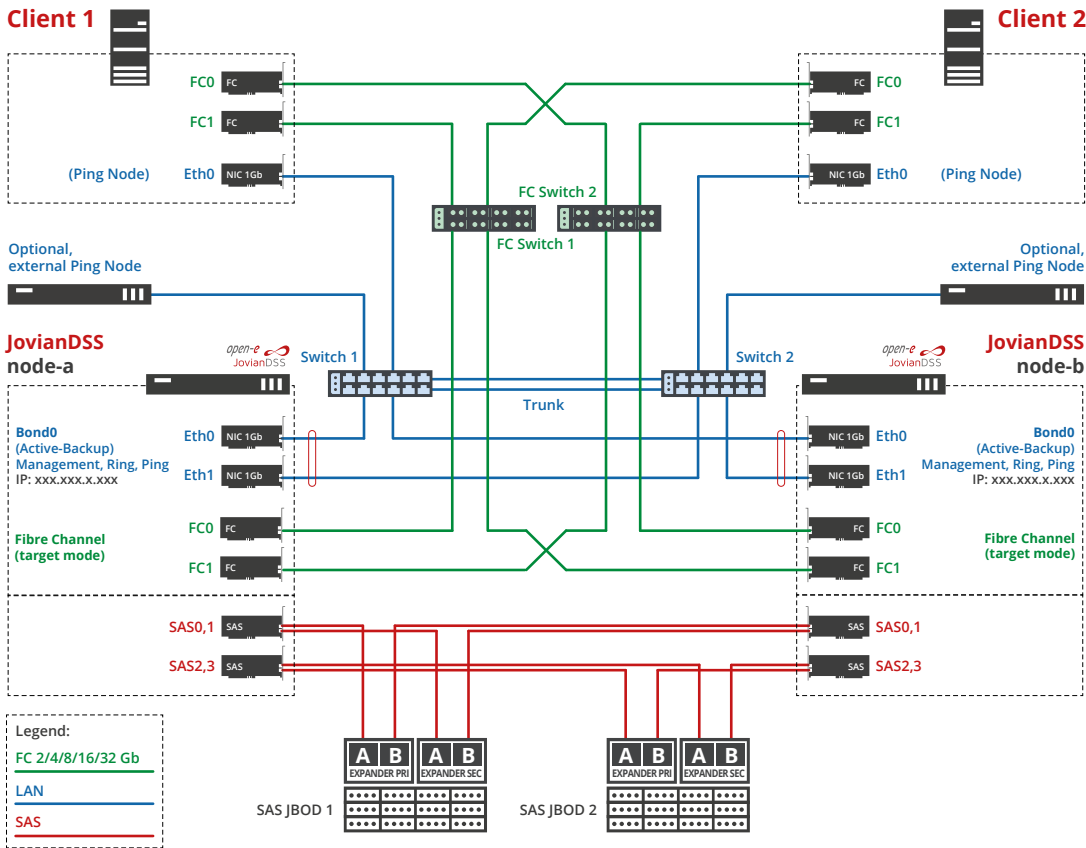 Client 1
Client 2
FC0
FC
FC
FC0
FC1
FC
FC
FC1
(Ping Node)
Eth0
NIC 1Gb
NIC 1Gb
Eth0
(Ping Node)
FC Switch 2
FC Switch 1
Optional,
external Ping Node
Optional,
external Ping Node
JovianDSS
node-a
open-e
JovianDSS
Switch 1
Switch 2
open-e
JovianDSS
JovianDSS
node-b
Trunk
Bond0
(Active-Backup)
Management, Ring, Ping
IP: xxx.xxx.x.xxx
Eth0
NIC 1Gb
Eth1
NIC 1Gb
NIC 1Gb
Eth0
NIC 1Gb
Eth1
Bond0
(Active-Backup)
Management, Ring, Ping
IP: xxx.xxx.x.xxx
Fibre Channel
(target mode)
FC0
FC
FC1
FC
FC
FC0
FC
FC1
Fibre Channel
(target mode)
SAS0,1
SAS
SAS
SAS0,1
SAS2,3
SAS
SAS
SAS2,3
Legend:
FC 2/4/8/16/32 Gb
LAN
SAS
A B
EXPANDER PRI
A B
EXPANDER SEC
SAS JBOD 1
A B
EXPANDER PRI
A B
EXPANDER SEC
SAS JBOD 2